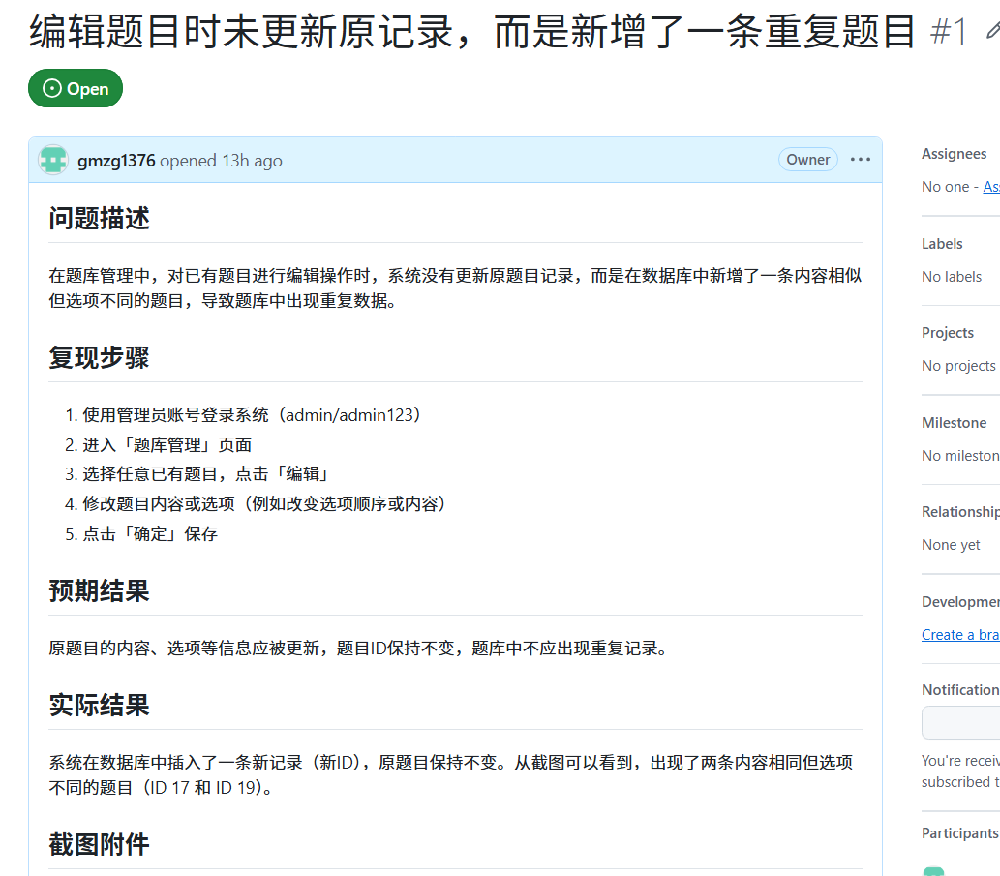 编辑题目时未更新原记录，而是新增了一条重复题目 #1
Open
gmzg1376 opened 13h ago
Owner
问题描述
在题库管理中，对已有题目进行编辑操作时，系统没有更新原题目记录，而是在数据库中新增了一条内容相似
但选项不同的题目，导致题库中出现重复数据。
复现步骤
1. 使用管理员账号登录系统（admin/admin123）
2. 进入「题库管理」页面
3. 选择任意已有题目，点击「编辑」
4. 修改题目内容或选项（例如改变选项顺序或内容）
5. 点击「确定」保存
预期结果
原题目的内容、选项等信息应被更新，题目ID保持不变，题库中不应出现重复记录。
实际结果
系统在数据库中插入了一条新记录（新ID），原题目保持不变。从截图可以看到，出现了两条内容相同但选项
不同的题目（ID 17 和 ID 19）。
截图附件
Assignees
No one - Ass
Labels
No labels
Projects
No projects
Milestone
No mileston
Relationship
None yet
Developmen
Create a bra
Notification
You're receiv
subscribed t
Participants